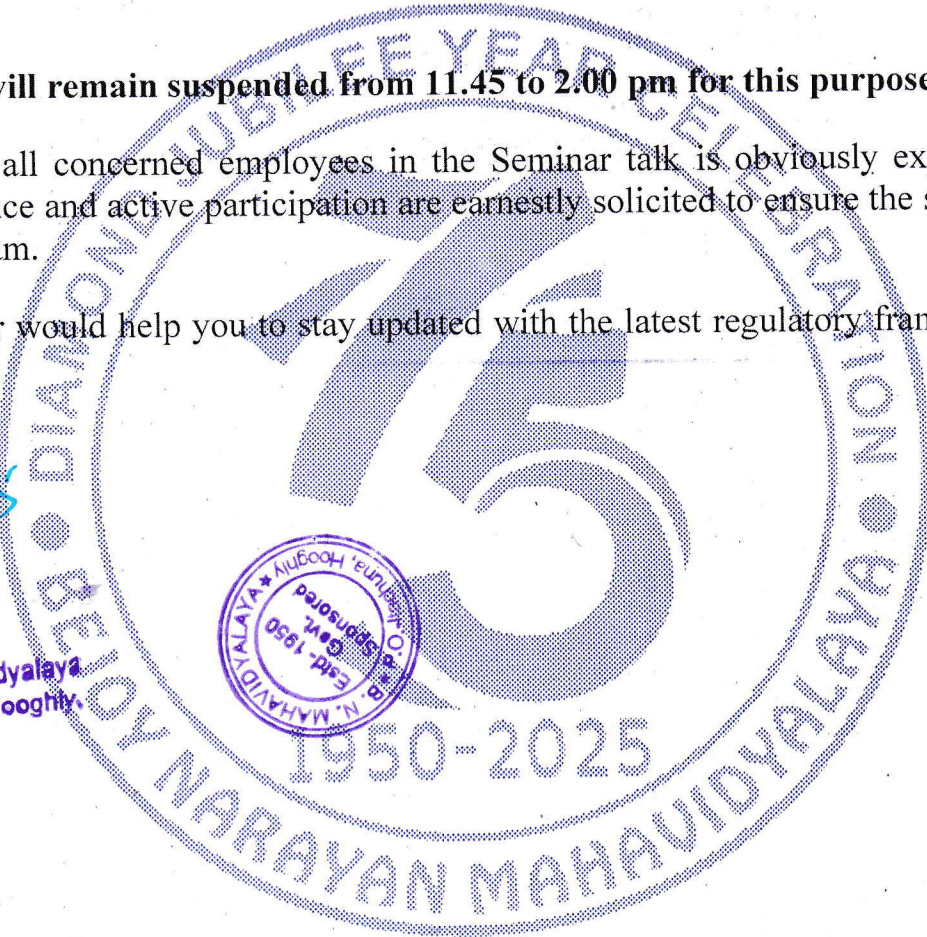 will remain suspended from 11.45 to 2.00 pm for this purpose
all concerned employees in the Seminar talk is obviously ex
ce and active participation are earnestly solicited to ensure the s
m.
r would help you to stay updated with the latest regulatory fran
dyalaya
ooghly.
DIAMOND JUBILEE YEAR CELEBRATION
75
1950-2025
BEJOY NARAYAN MAHAVIDYALAYA
B. N. MAHAVIDYALAYA ★ P.O. Itachuna, Hooghly ★
Estd- 1950
Govt.
Spponsored